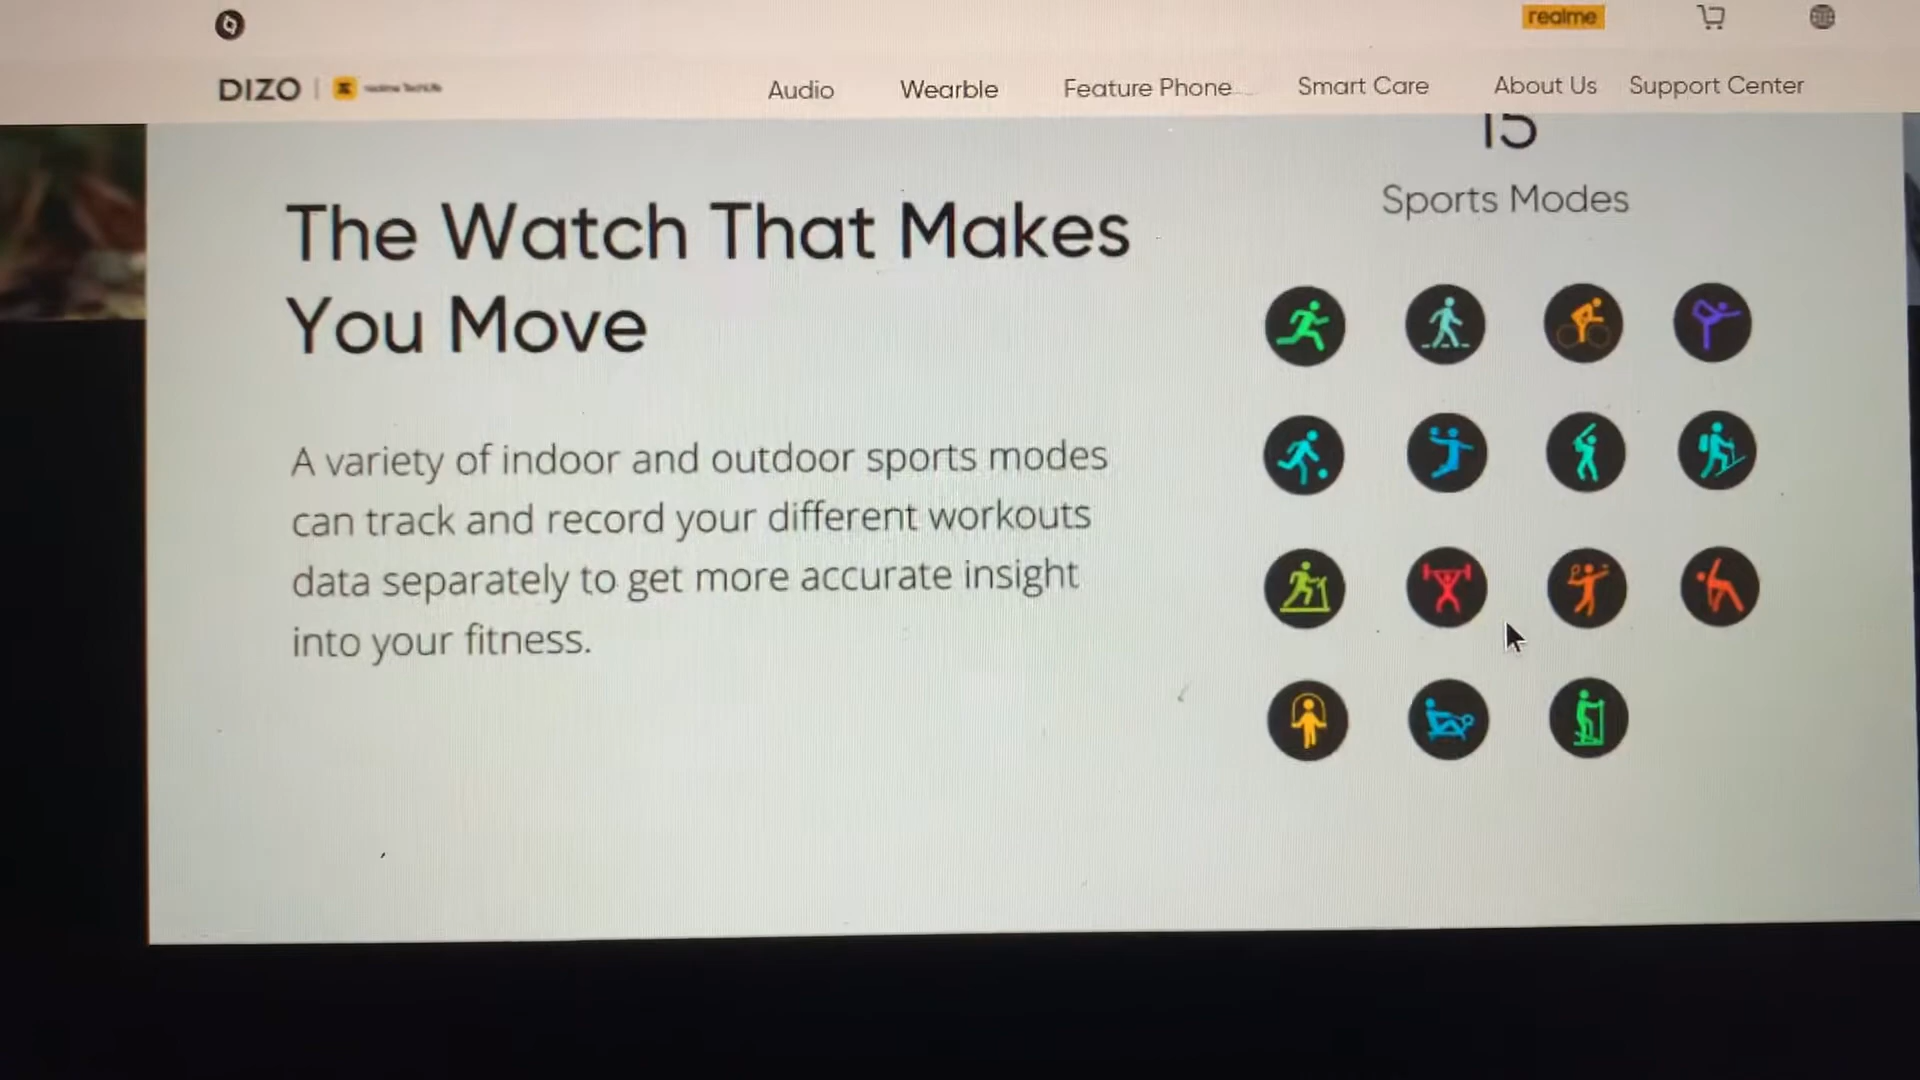 realme
DIZO | realme TechLife
Audio Wearble Feature Phone Smart Care About Us Support Center
15
Sports Modes
The Watch That Makes
You Move
A variety of indoor and outdoor sports modes
can track and record your different workouts
data separately to get more accurate insight
into your fitness.